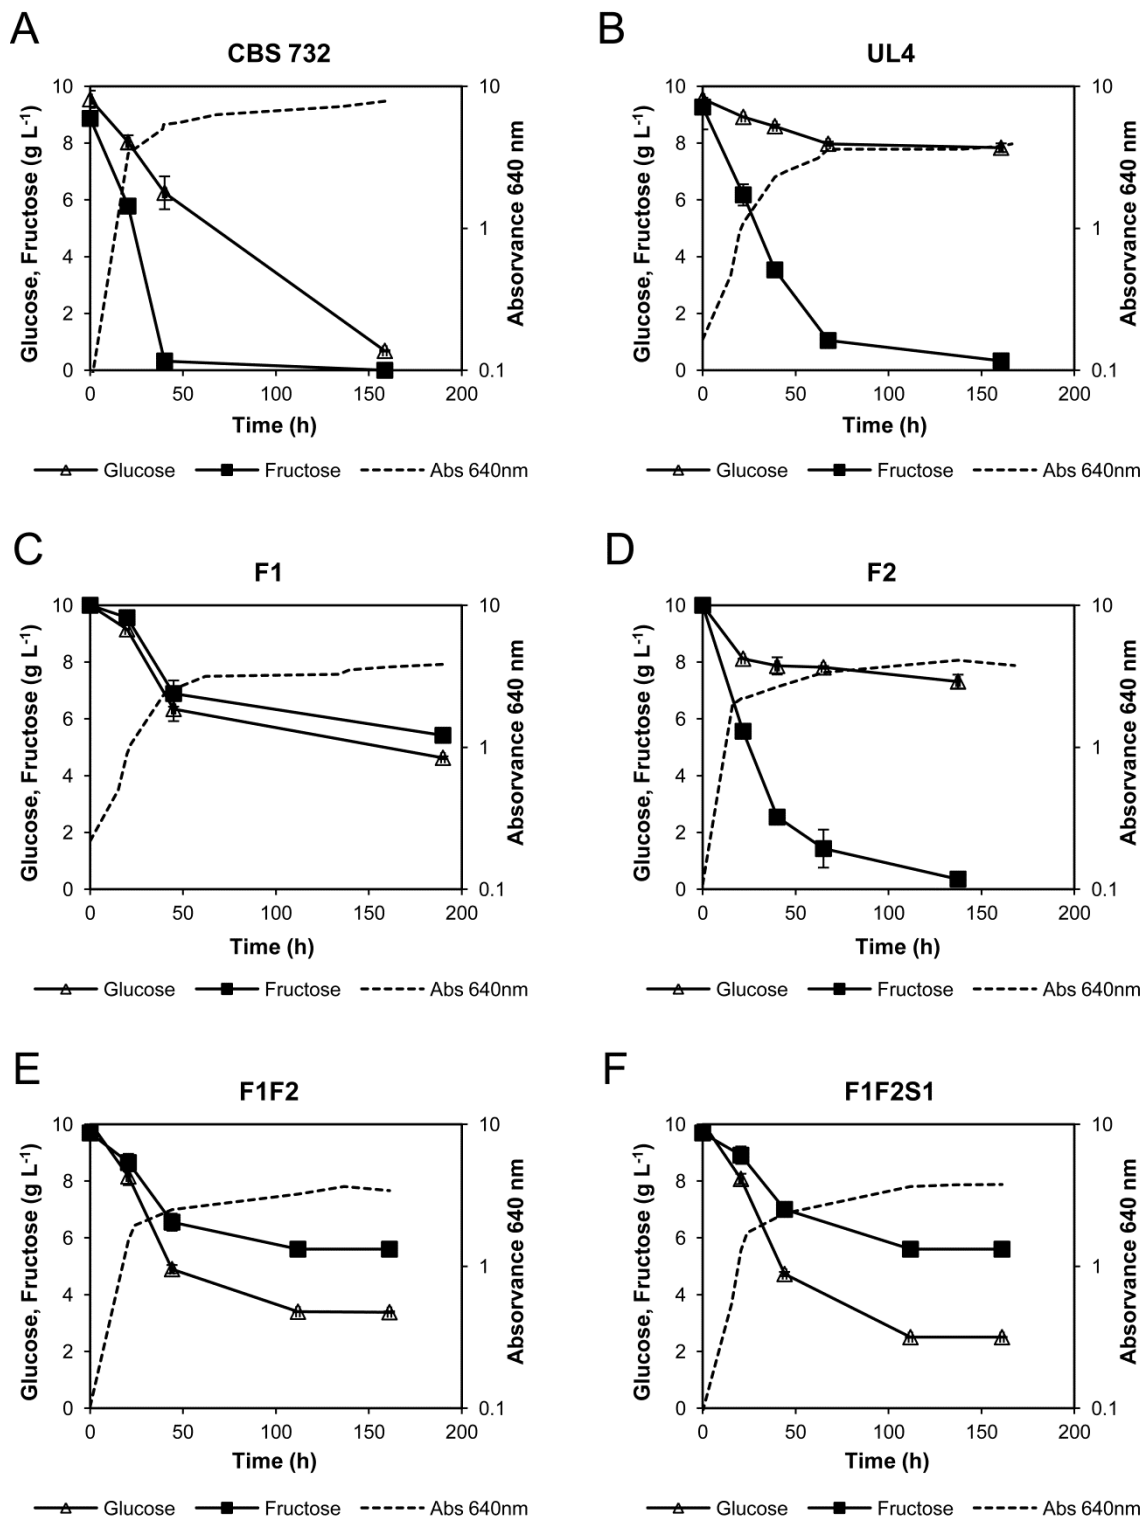 A
CBS 732
Glucose, Fructose (g L-1)
10
8
6
4
2
0
10
1
0.1
Absorvance 640 nm
0 50 100 150 200
Time (h)
Glucose Fructose Abs 640nm
B
UL4
Glucose, Fructose (g L-1)
10
8
6
4
2
0
10
1
0.1
Absorvance 640 nm
0 50 100 150 200
Time (h)
Glucose Fructose Abs 640nm
C
F1
Glucose, Fructose (g L-1)
10
8
6
4
2
0
10
1
0.1
Absorvance 640 nm
0 50 100 150 200
Time (h)
Glucose Fructose Abs 640nm
D
F2
Glucose, Fructose (g L-1)
10
8
6
4
2
0
10
1
0.1
Absorvance 640 nm
0 50 100 150 200
Time (h)
Glucose Fructose Abs 640nm
E
F1F2
Glucose, Fructose (g L-1)
10
8
6
4
2
0
10
1
0.1
Absorvance 640 nm
0 50 100 150 200
Time (h)
Glucose Fructose Abs 640nm
F
F1F2S1
Glucose, Fructose (g L-1)
10
8
6
4
2
0
10
1
0.1
Absorvance 640 nm
0 50 100 150 200
Time (h)
Glucose Fructose Abs 640nm